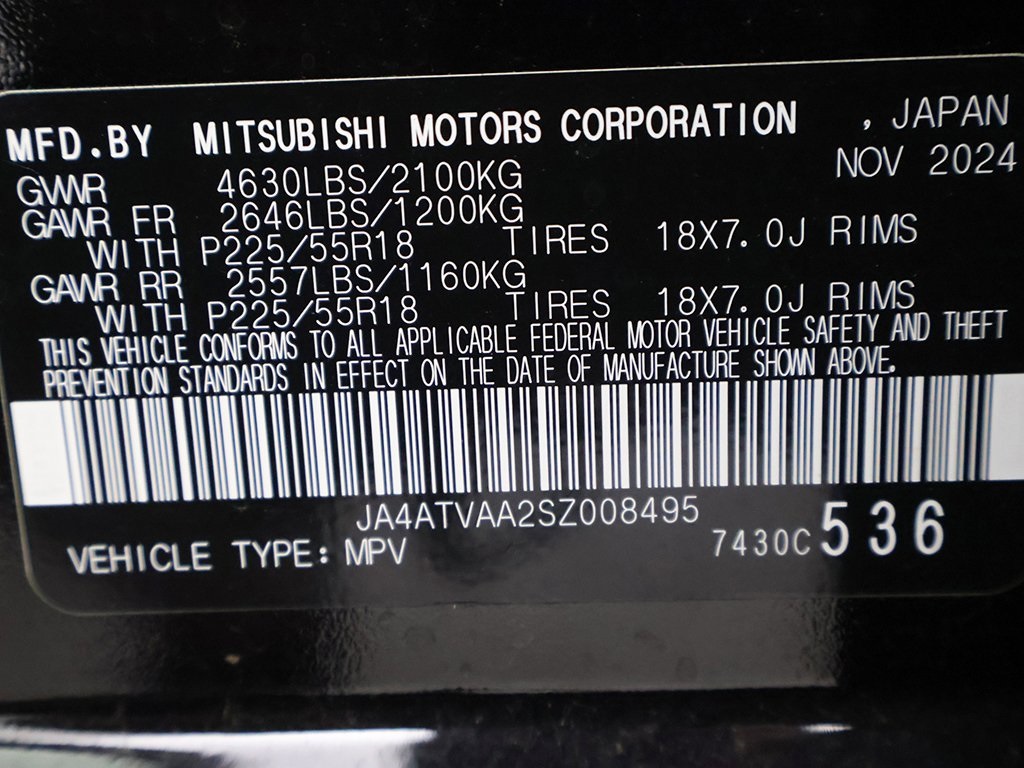 MFD.BY MITSUBISHI MOTORS CORPORATION , JAPAN
NOV 2024
GVWR 4630LBS/2100KG
GAWR FR 2646LBS/1200KG
WITH P225/55R18 TIRES 18X7.0J RIMS
GAWR RR 2557LBS/1160KG
WITH P225/55R18 TIRES 18X7.0J RIMS
THIS VEHICLE CONFORMS TO ALL APPLICABLE FEDERAL MOTOR VEHICLE SAFETY AND THEFT
PREVENTION STANDARDS IN EFFECT ON THE DATE OF MANUFACTURE SHOWN ABOVE.
JA4ATVAA2SZ008495
VEHICLE TYPE: MPV 7430C 536